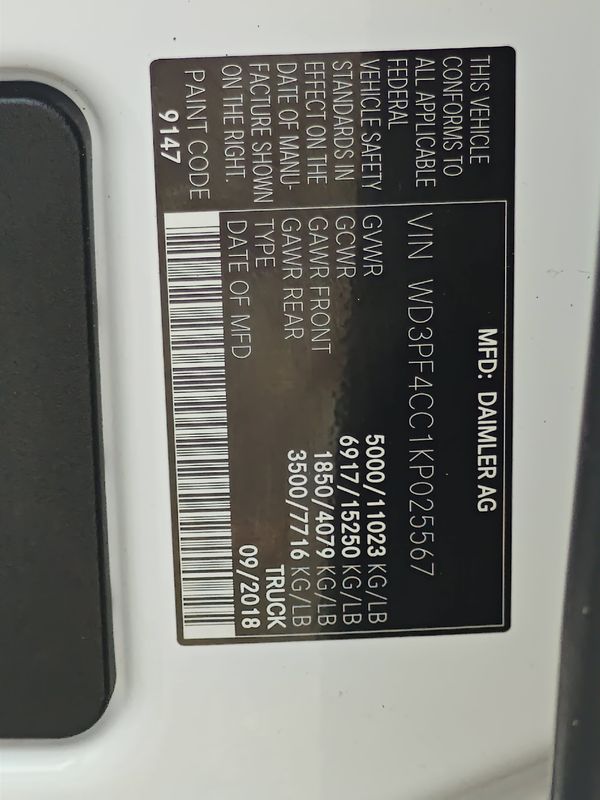 MFD: DAIMLER AG
THIS VEHICLE
CONFORMS TO
ALL APPLICABLE
FEDERAL
VEHICLE SAFETY
STANDARDS IN
EFFECT ON THE
DATE OF MANU-
FACTURE SHOWN
ON THE RIGHT.
PAINT CODE
9147
VIN WD3PF4CC1KP025567
GVWR 5000/11023 KG/LB
GCWR 6917/15250 KG/LB
GAWR FRONT 1850/4079 KG/LB
GAWR REAR 3500/7716 KG/LB
TYPE TRUCK
DATE OF MFD 09/2018